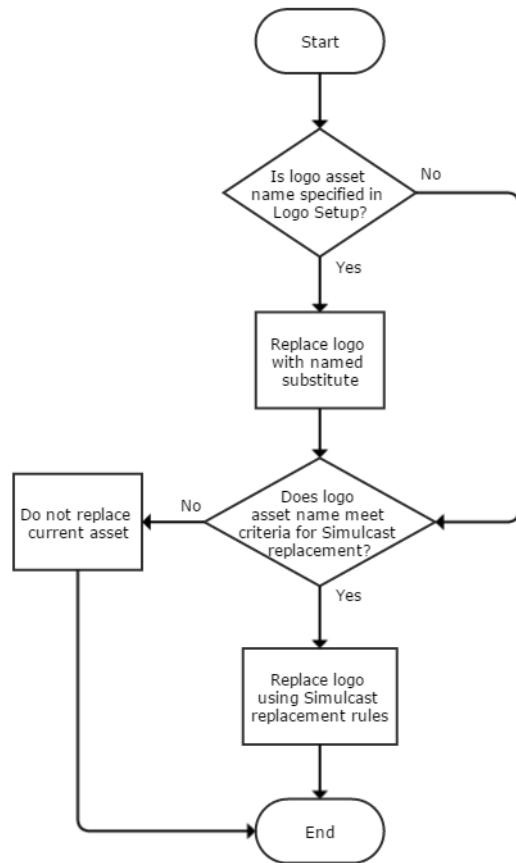 Start
Is logo asset
name specified in
Logo Setup?
No
Yes
Replace logo
with named
substitute
Does logo
asset name meet
criteria for Simulcast
replacement?
No
Do not replace
current asset
Yes
Replace logo
using Simulcast
replacement rules
End